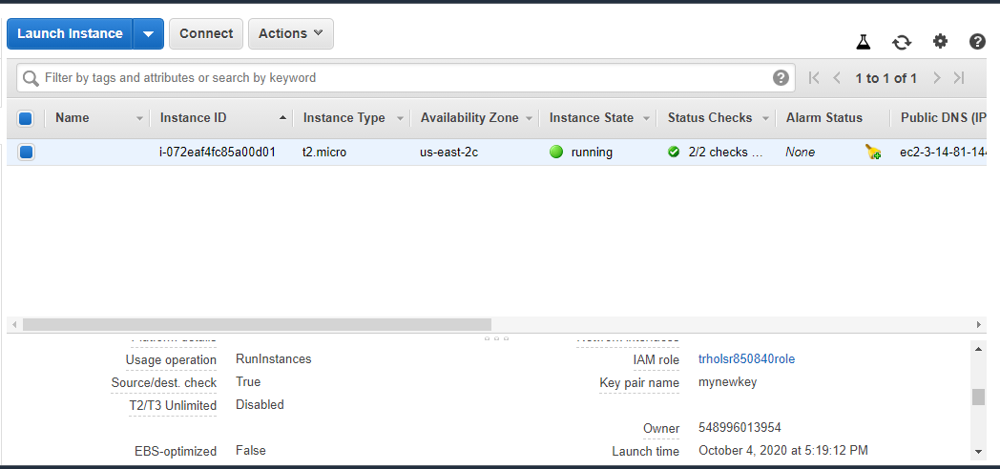 Launch Instance Connect Actions
Filter by tags and attributes or search by keyword 1 to 1 of 1
Name Instance ID Instance Type Availability Zone Instance State Status Checks Alarm Status Public DNS (IP
i-072eaf4fc85a00d01 t2.micro us-east-2c running 2/2 checks ... None ec2-3-14-81-144
Usage operation RunInstances IAM role trholsr850840role
Source/dest. check True Key pair name mynewkey
T2/T3 Unlimited Disabled
Owner 548996013954
EBS-optimized False Launch time October 4, 2020 at 5:19:12 PM